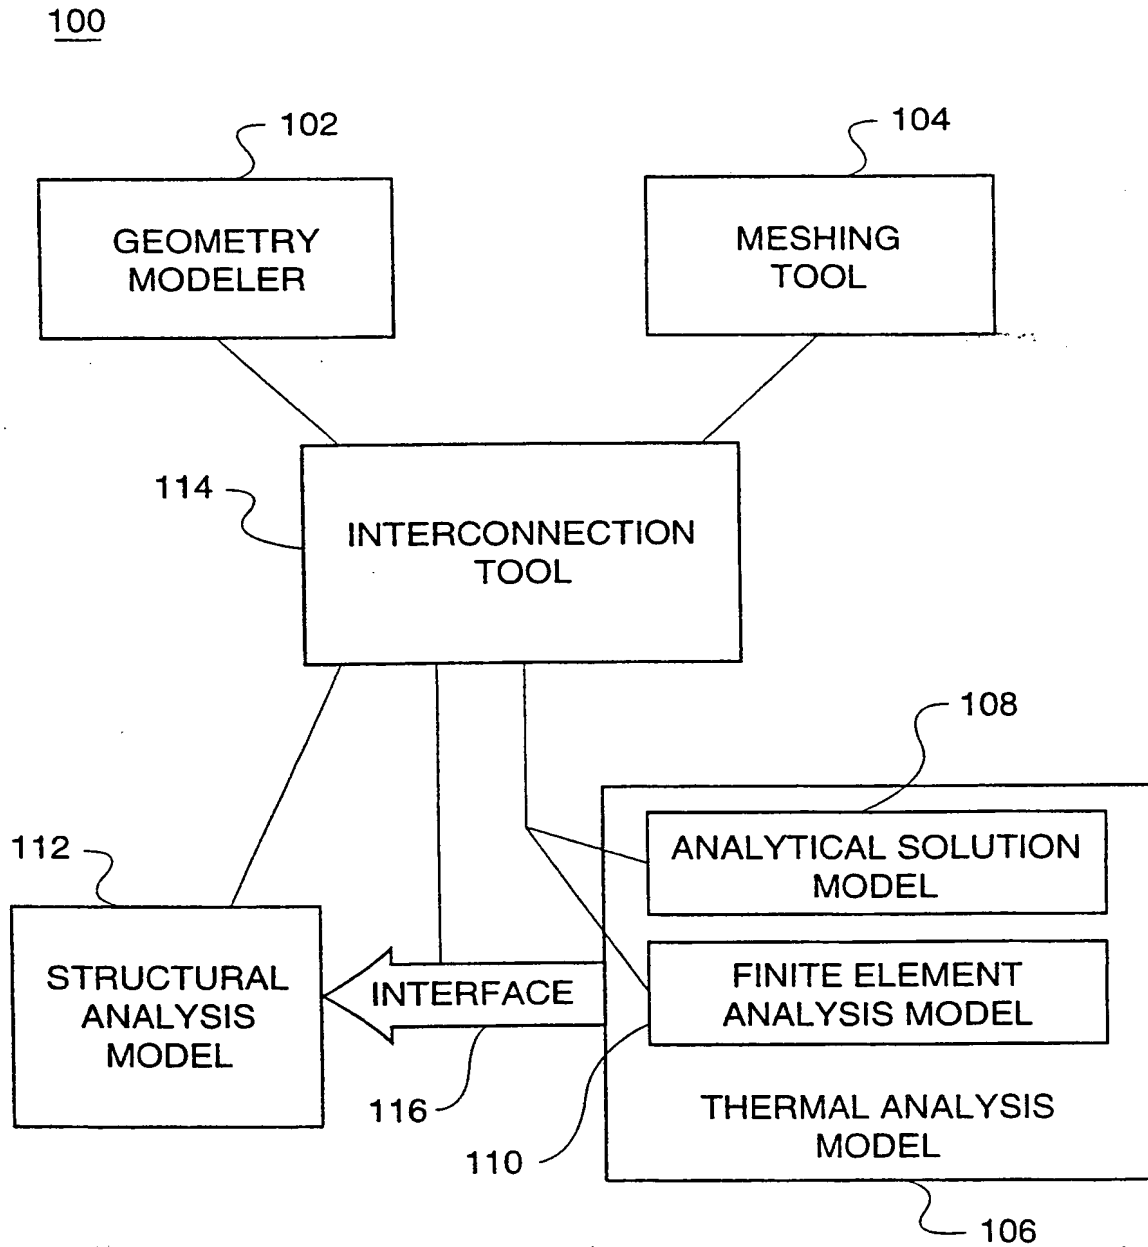 100
102
104
GEOMETRY
MODELER
MESHING
TOOL
114
INTERCONNECTION
TOOL
108
112
ANALYTICAL SOLUTION
MODEL
STRUCTURAL
ANALYSIS
MODEL
INTERFACE
FINITE ELEMENT
ANALYSIS MODEL
116
110
THERMAL ANALYSIS
MODEL
106